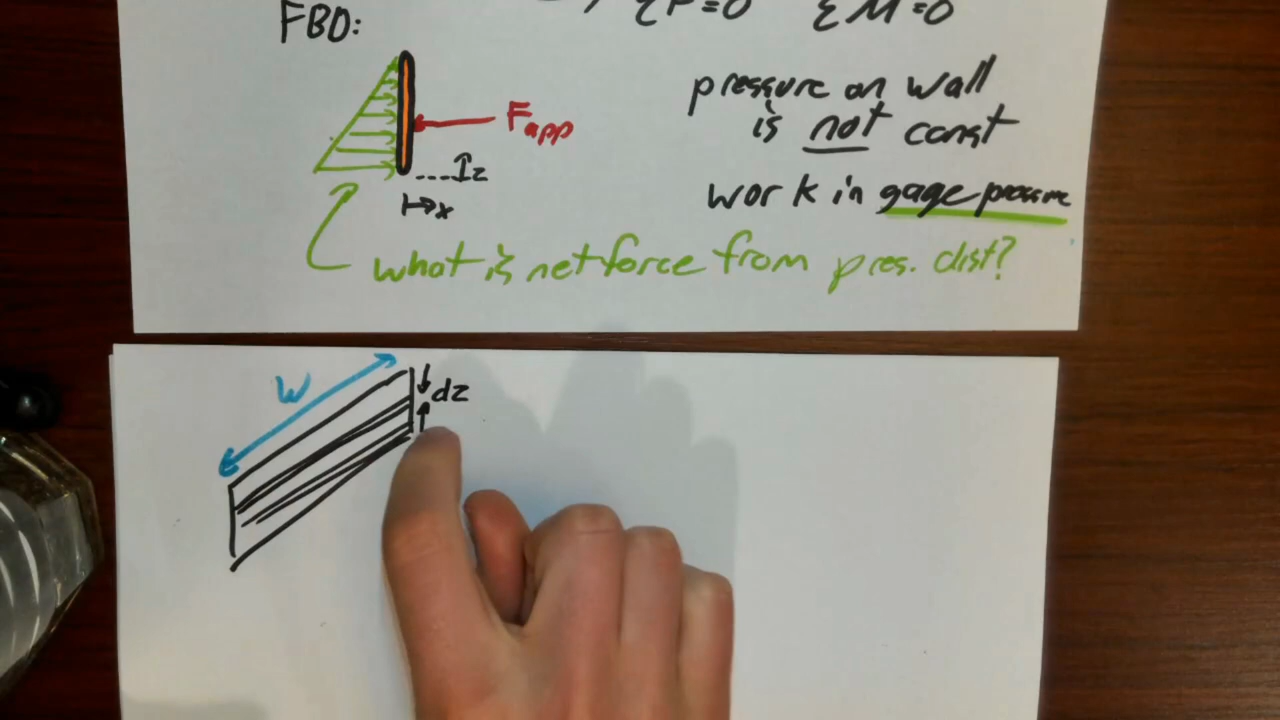 ΣF=0 ΣM=0
FBD:
pressure on wall
is not const
Fapp
z
x
work in gage pressure
what is net force from pres. dist?
W
dz